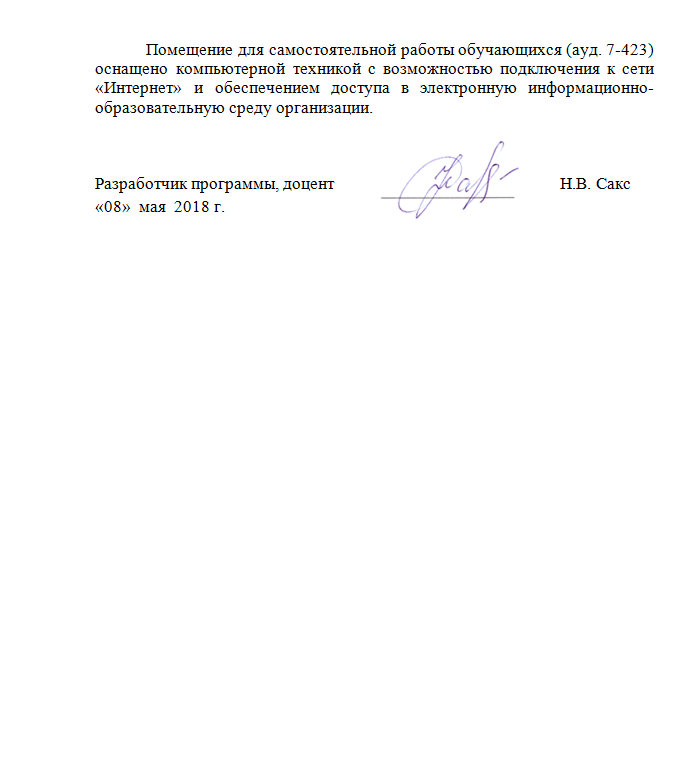 Помещение для самостоятельной работы обучающихся (ауд. 7-423)
оснащено компьютерной техникой с возможностью подключения к сети
«Интернет» и обеспечением доступа в электронную информационно-
образовательную среду организации.
Разработчик программы, доцент Н.В. Сакс
«08» мая 2018 г.